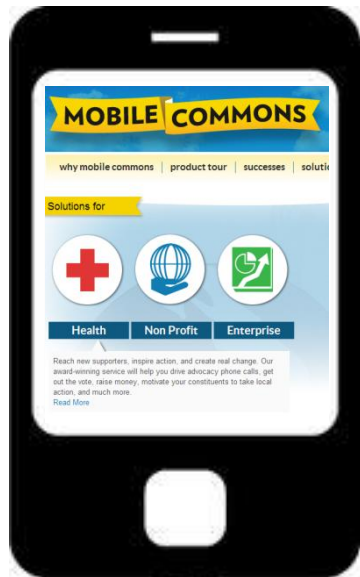 MOBILE COMMONS
why mobile commons | product tour | successes | solutio
Solutions for
Health Non Profit Enterprise
Reach new supporters, inspire action, and create real change. Our
award-winning service will help you drive advocacy phone calls, get
out the vote, raise money, motivate your constituents to take local
action, and much more.
Read More